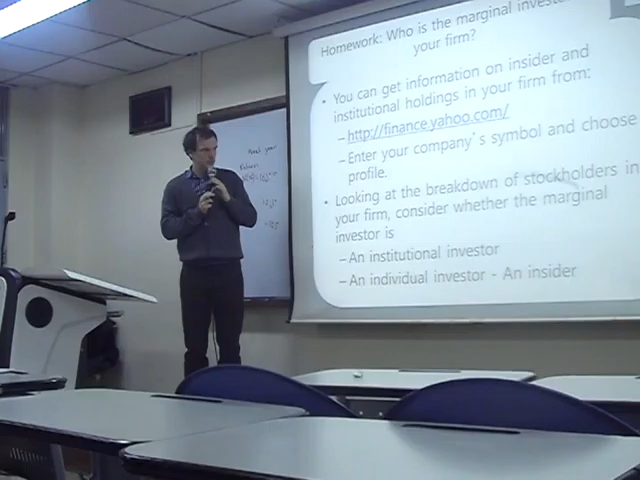 Homework: Who is the marginal
your firm?
• You can get information on insider and
institutional holdings in your firm from:
– http://finance.yahoo.com/
– Enter your company's symbol and choose
profile.
• Looking at the breakdown of stockholders in
your firm, consider whether the marginal
investor is
– An institutional investor
– An individual investor - An insider